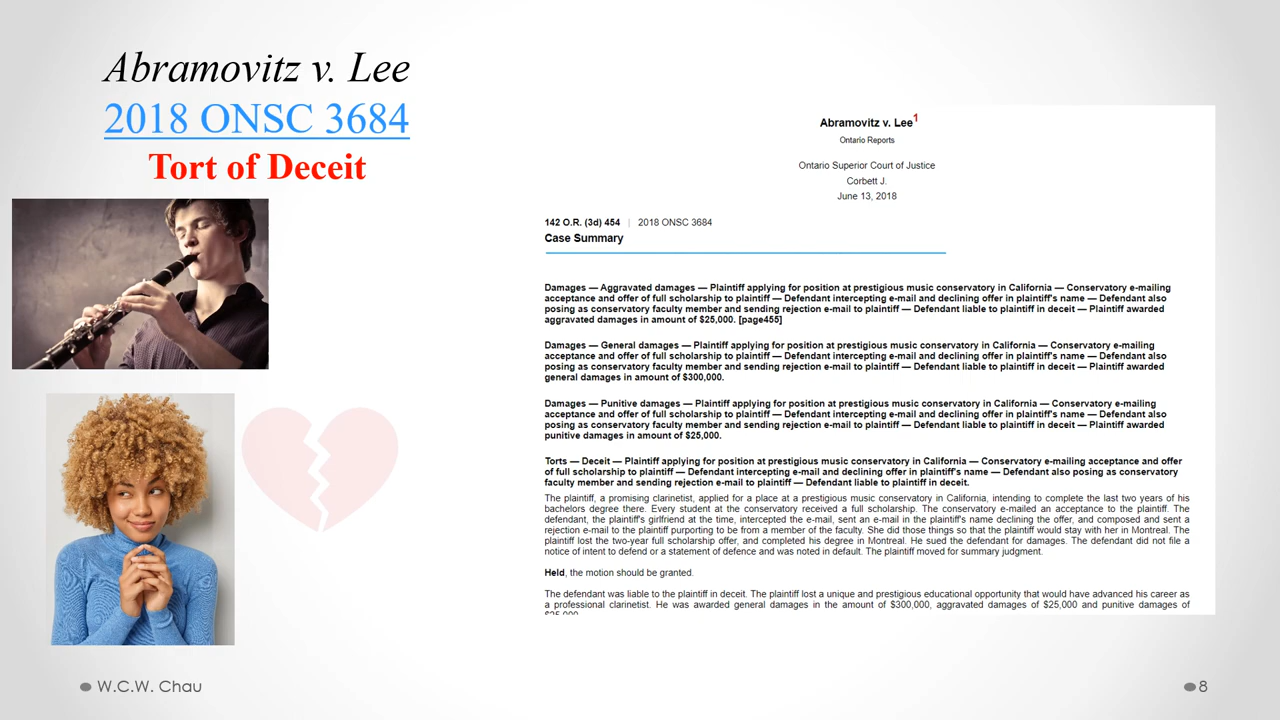 Abramovitz v. Lee
2018 ONSC 3684
Tort of Deceit
Abramovitz v. Lee1
Ontario Reports
Ontario Superior Court of Justice
Corbett J.
June 13, 2018
142 O.R. (3d) 454 | 2018 ONSC 3684
Case Summary
Damages — Aggravated damages — Plaintiff applying for position at prestigious music conservatory in California — Conservatory e-mailing
acceptance and offer of full scholarship to plaintiff — Defendant intercepting e-mail and declining offer in plaintiff's name — Defendant also
posing as conservatory faculty member and sending rejection e-mail to plaintiff — Defendant liable to plaintiff in deceit — Plaintiff awarded
aggravated damages in amount of $25,000. [page455]
Damages — General damages — Plaintiff applying for position at prestigious music conservatory in California — Conservatory e-mailing
acceptance and offer of full scholarship to plaintiff — Defendant intercepting e-mail and declining offer in plaintiff's name — Defendant also
posing as conservatory faculty member and sending rejection e-mail to plaintiff — Defendant liable to plaintiff in deceit — Plaintiff awarded
general damages in amount of $300,000.
Damages — Punitive damages — Plaintiff applying for position at prestigious music conservatory in California — Conservatory e-mailing
acceptance and offer of full scholarship to plaintiff — Defendant intercepting e-mail and declining offer in plaintiff's name — Defendant also
posing as conservatory faculty member and sending rejection e-mail to plaintiff — Defendant liable to plaintiff in deceit — Plaintiff awarded
punitive damages in amount of $25,000.
Torts — Deceit — Plaintiff applying for position at prestigious music conservatory in California — Conservatory e-mailing acceptance and offer
of full scholarship to plaintiff — Defendant intercepting e-mail and declining offer in plaintiff's name — Defendant also posing as conservatory
faculty member and sending rejection e-mail to plaintiff — Defendant liable to plaintiff in deceit.
The plaintiff, a promising clarinetist, applied for a place at a prestigious music conservatory in California, intending to complete the last two years of his
bachelors degree there. Every student at the conservatory received a full scholarship. The conservatory e-mailed an acceptance to the plaintiff. The
defendant, the plaintiff's girlfriend at the time, intercepted the e-mail, sent an e-mail in the plaintiff's name declining the offer, and composed and sent a
rejection e-mail to the plaintiff purporting to be from a member of the faculty. She did those things so that the plaintiff would stay with her in Montreal. The
plaintiff lost the two-year full scholarship offer, and completed his degree in Montreal. He sued the defendant for damages. The defendant did not file a
notice of intent to defend or a statement of defence and was noted in default. The plaintiff moved for summary judgment.
Held, the motion should be granted.
The defendant was liable to the plaintiff in deceit. The plaintiff lost a unique and prestigious educational opportunity that would have advanced his career as
a professional clarinetist. He was awarded general damages in the amount of $300,000, aggravated damages of $25,000 and punitive damages of
$25,000.
W.C.W. Chau
8